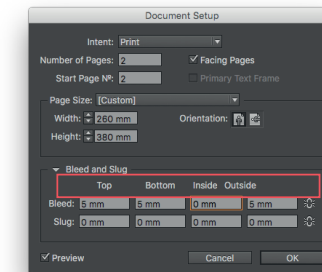 Document Setup
Intent: Print
Number of Pages: 2 Facing Pages
Start Page Nº: 2 Primary Text Frame
Page Size: [Custom]
Width: 260 mm Orientation:
Height: 380 mm
Bleed and Slug
Top Bottom Inside Outside
Bleed: 5 mm 5 mm 0 mm 5 mm
Slug: 0 mm 0 mm 0 mm 0 mm
Preview Cancel OK